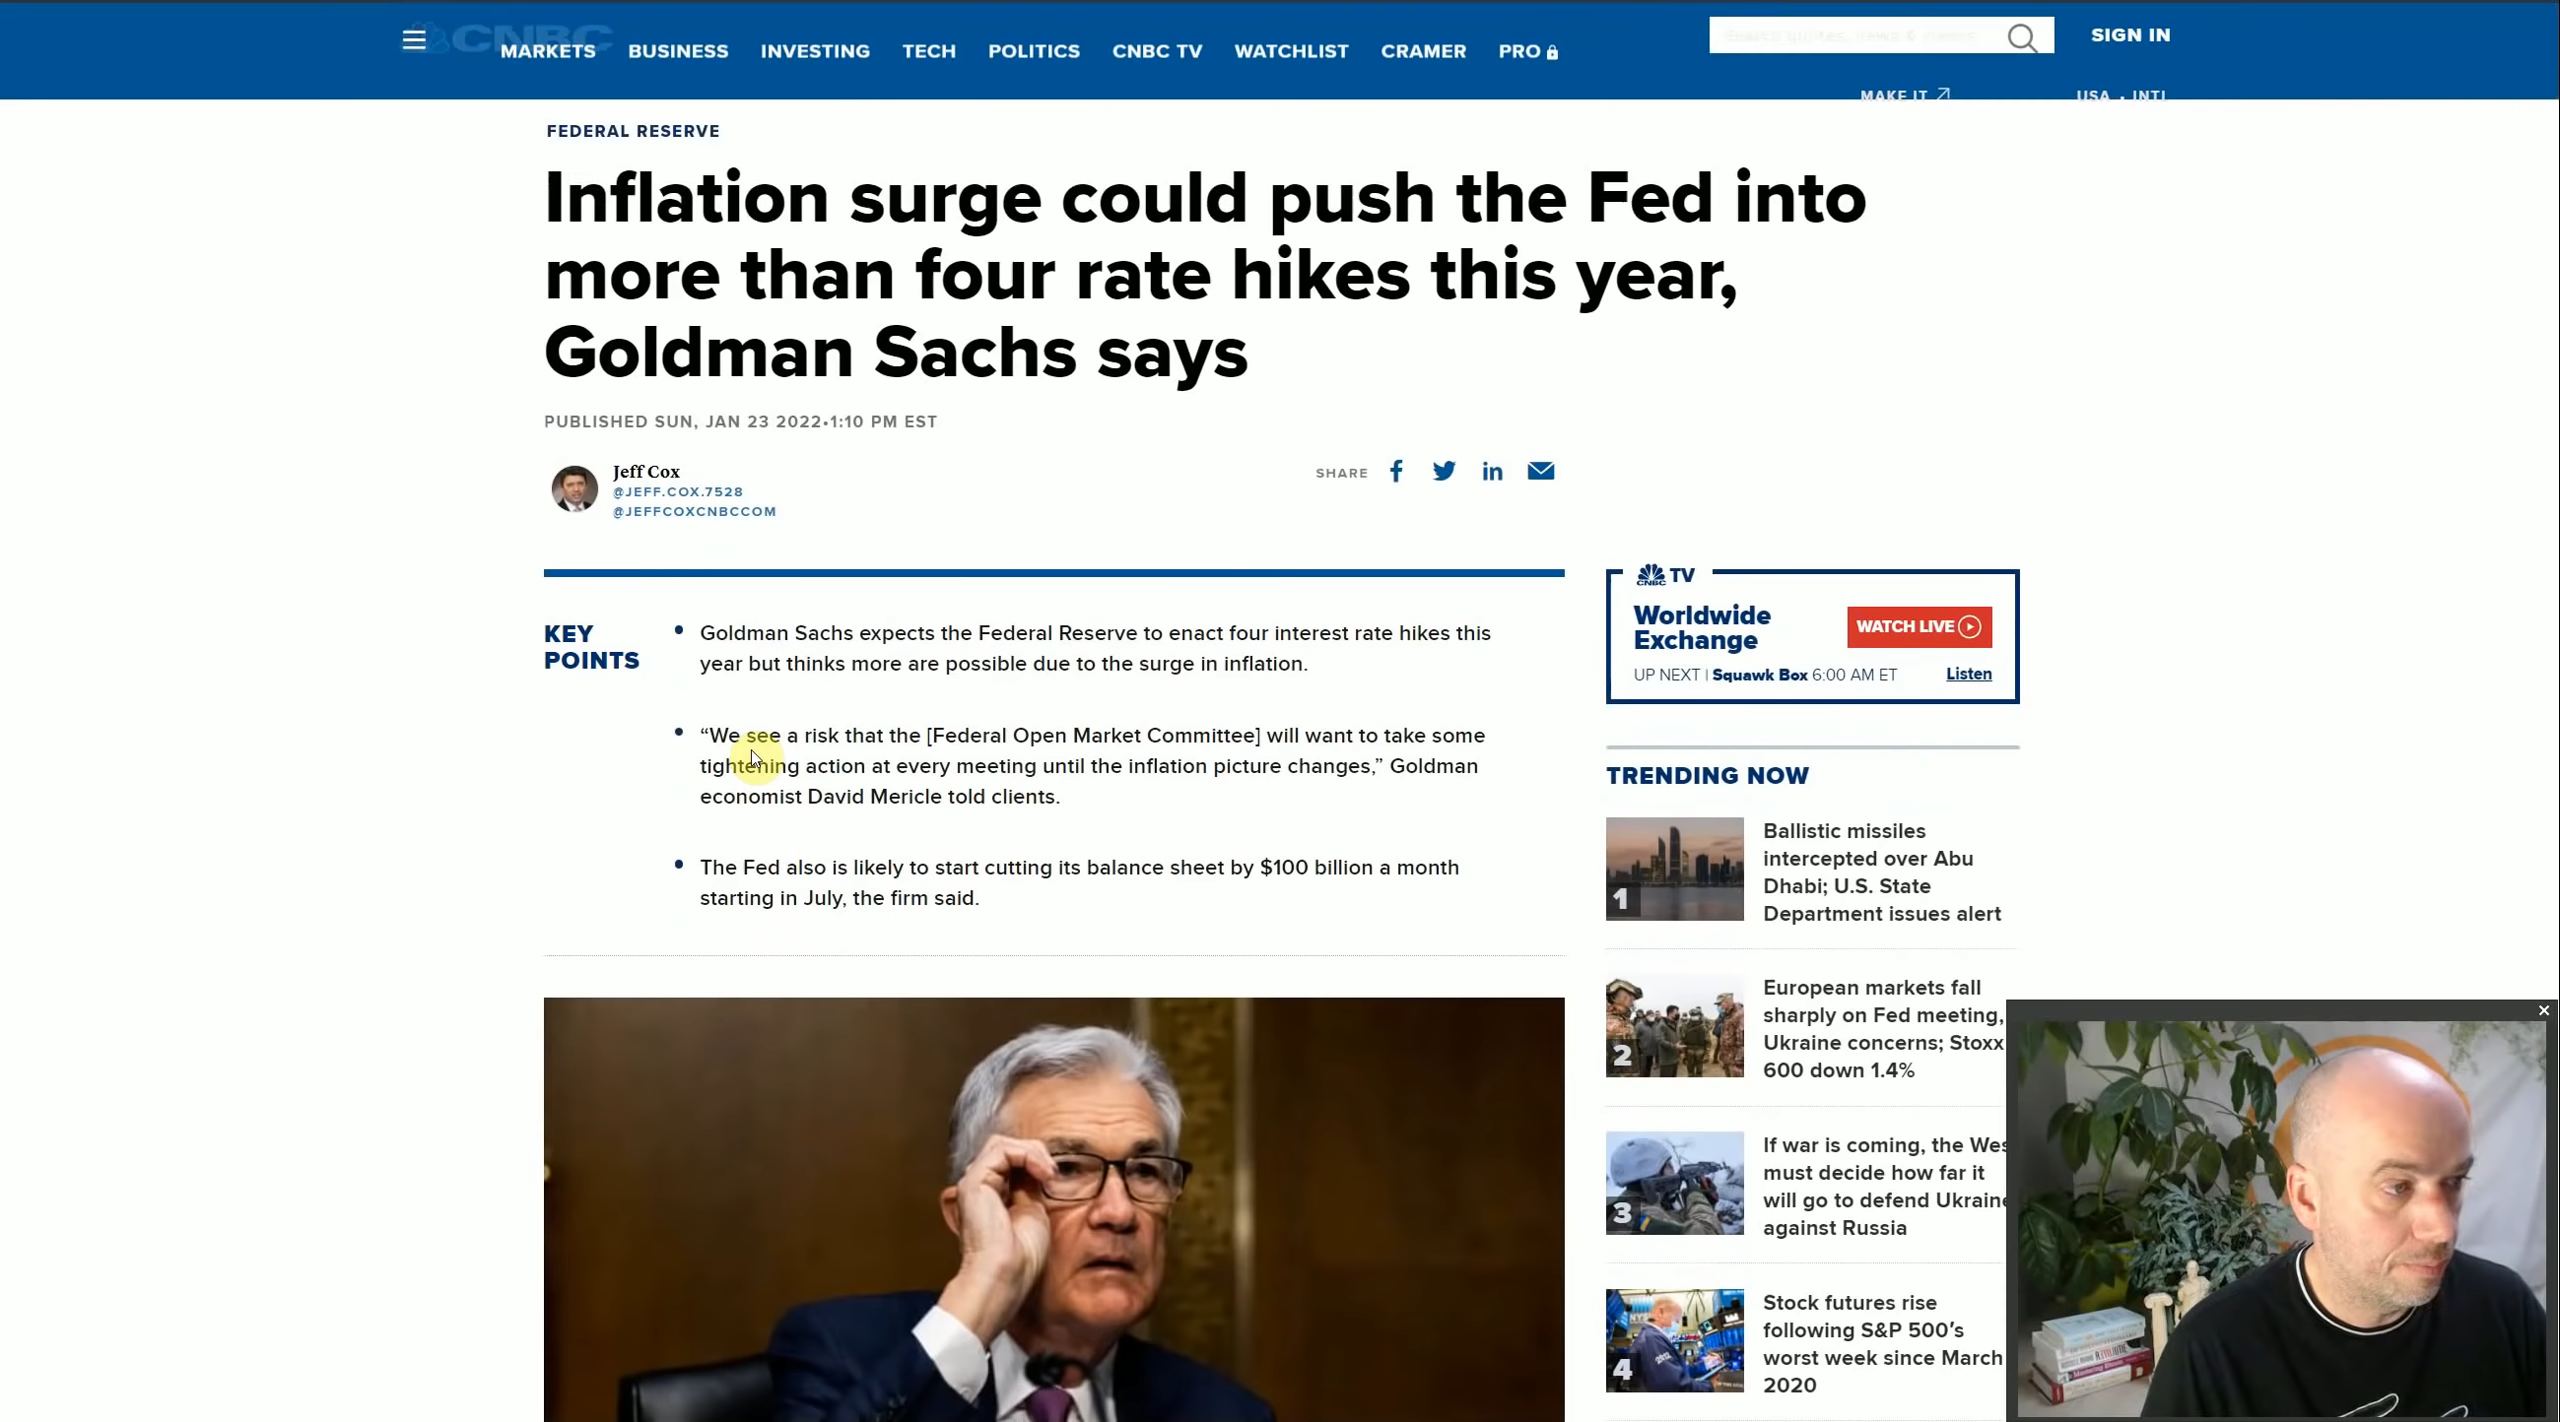 CNBC
MARKETS BUSINESS INVESTING TECH POLITICS CNBC TV WATCHLIST CRAMER PRO
SIGN IN
MAKE IT
USA • INTL
FEDERAL RESERVE
Inflation surge could push the Fed into
more than four rate hikes this year,
Goldman Sachs says
PUBLISHED SUN, JAN 23 2022•1:10 PM EST
Jeff Cox
@JEFF.COX.7528
@JEFFCOXCNBCCOM
SHARE
KEY
POINTS
• Goldman Sachs expects the Federal Reserve to enact four interest rate hikes this
year but thinks more are possible due to the surge in inflation.
• “We see a risk that the [Federal Open Market Committee] will want to take some
tightening action at every meeting until the inflation picture changes,” Goldman
economist David Mericle told clients.
• The Fed also is likely to start cutting its balance sheet by $100 billion a month
starting in July, the firm said.
CNBC TV
Worldwide
Exchange
WATCH LIVE
UP NEXT | Squawk Box 6:00 AM ET
Listen
TRENDING NOW
1
Ballistic missiles
intercepted over Abu
Dhabi; U.S. State
Department issues alert
2
European markets fall
sharply on Fed meeting,
Ukraine concerns; Stoxx
600 down 1.4%
3
If war is coming, the Wes
must decide how far it
will go to defend Ukraine
against Russia
4
Stock futures rise
following S&P 500's
worst week since March
2020